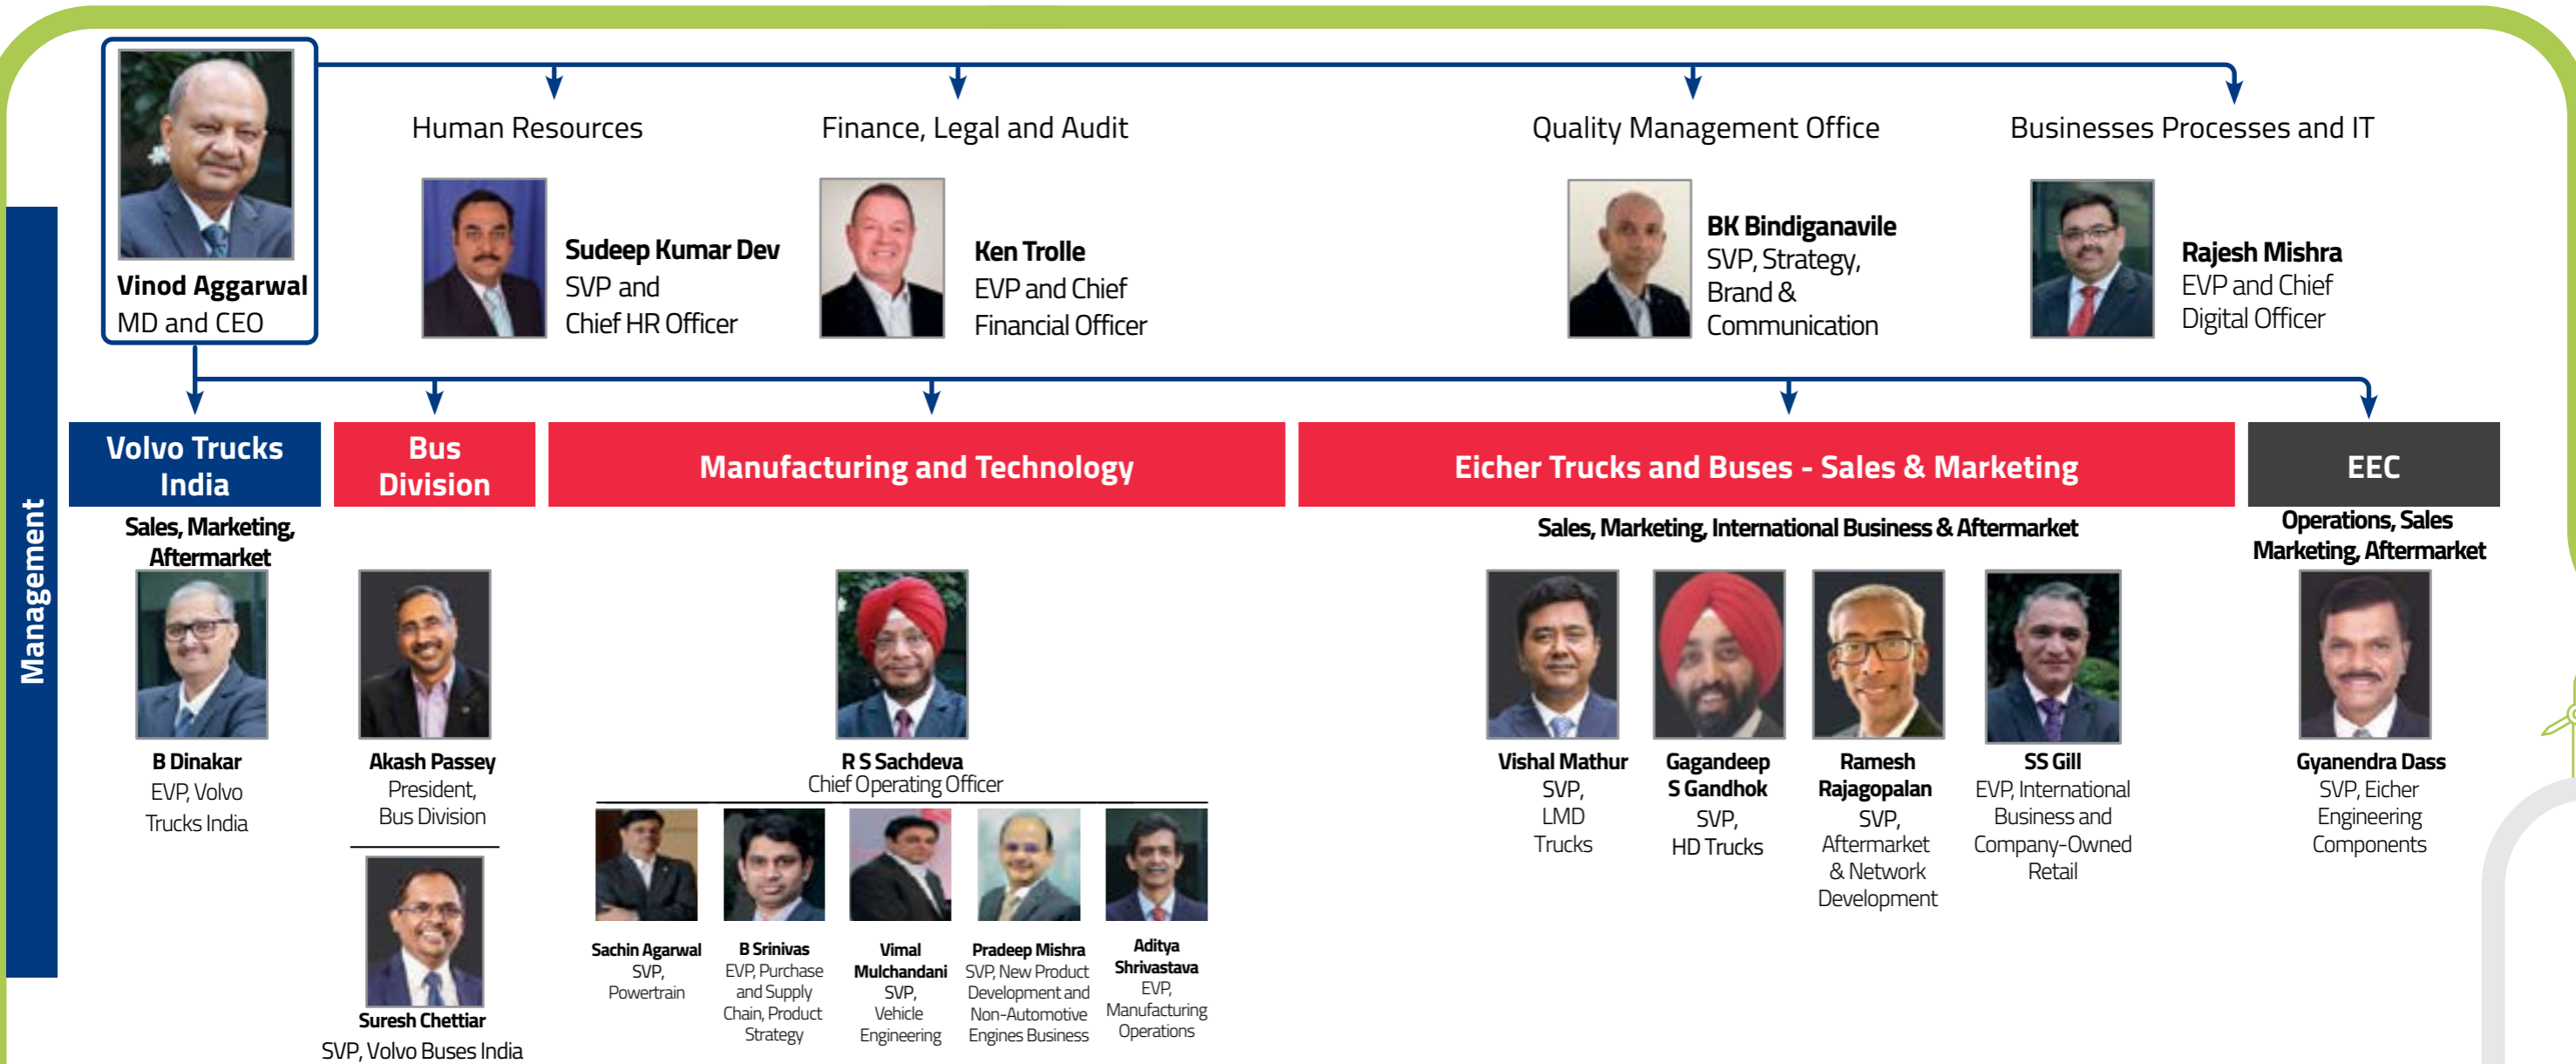 Management
Vinod Aggarwal
MD and CEO
Human Resources
Sudeep Kumar Dev
SVP and
Chief HR Officer
Finance, Legal and Audit
Ken Trolle
EVP and Chief
Financial Officer
Quality Management Office
BK Bindiganavile
SVP, Strategy,
Brand &
Communication
Businesses Processes and IT
Rajesh Mishra
EVP and Chief
Digital Officer
Volvo Trucks
India
Sales, Marketing,
Aftermarket
B Dinakar
EVP, Volvo
Trucks India
Bus
Division
Akash Passey
President,
Bus Division
Suresh Chettiar
SVP, Volvo Buses India
Manufacturing and Technology
R S Sachdeva
Chief Operating Officer
Sachin Agarwal
SVP,
Powertrain
B Srinivas
EVP, Purchase
and Supply
Chain, Product
Strategy
Vimal
Mulchandani
SVP,
Vehicle
Engineering
Pradeep Mishra
SVP, New Product
Development and
Non-Automotive
Engines Business
Aditya
Shrivastava
EVP,
Manufacturing
Operations
Eicher Trucks and Buses - Sales & Marketing
Sales, Marketing, International Business & Aftermarket
Vishal Mathur
SVP,
LMD
Trucks
Gagandeep
S Gandhok
SVP,
HD Trucks
Ramesh
Rajagopalan
SVP,
Aftermarket
& Network
Development
SS Gill
EVP, International
Business and
Company-Owned
Retail
EEC
Operations, Sales
Marketing, Aftermarket
Gyanendra Dass
SVP, Eicher
Engineering
Components